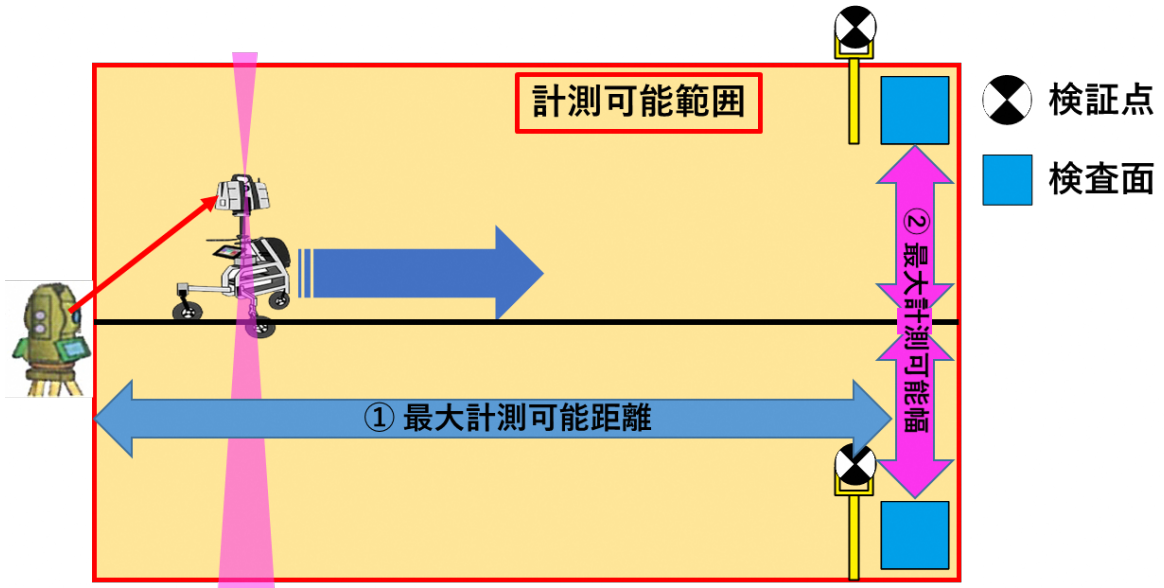 計測可能範囲
検証点
検査面
② 最大計測可能幅
① 最大計測可能距離